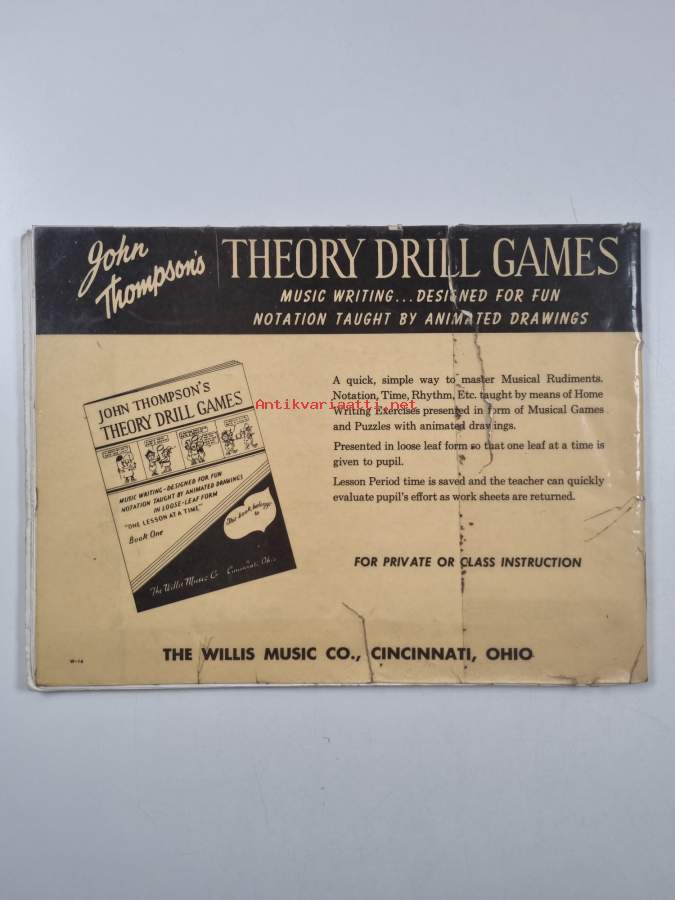 John
Thompson's
THEORY DRILL GAMES
MUSIC WRITING...DESIGNED FOR FUN
NOTATION TAUGHT BY ANIMATED DRAWINGS
JOHN THOMPSON'S
THEORY DRILL GAMES
MUSIC WRITING-DESIGNED FOR FUN
NOTATION TAUGHT BY ANIMATED DRAWINGS
IN LOOSE-LEAF FORM
"ONE LESSON AT A TIME"
Book One
This book belongs
to
The Willis Music Co. Cincinnati, Ohio
Antikvariaatti.net
A quick, simple way to master Musical Rudiments.
Notation, Time, Rhythm, Etc. taught by means of Home
Writing Exercises presented in form of Musical Games
and Puzzles with animated drawings.
Presented in loose leaf form so that one leaf at a time is
given to pupil.
Lesson Period time is saved and the teacher can quickly
evaluate pupil's effort as work sheets are returned.
FOR PRIVATE OR CLASS INSTRUCTION
W-14
THE WILLIS MUSIC CO., CINCINNATI, OHIO